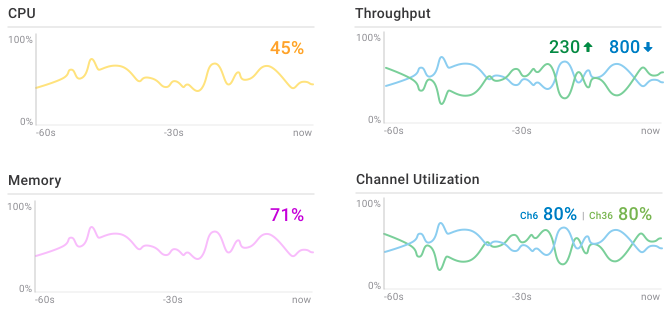 CPU
100%
45%
0%
-60s -30s now
Throughput
100%
230 800
0%
-60s -30s now
Memory
100%
71%
0%
-60s -30s now
Channel Utilization
100%
Ch6 80% | Ch36 80%
0%
-60s -30s now